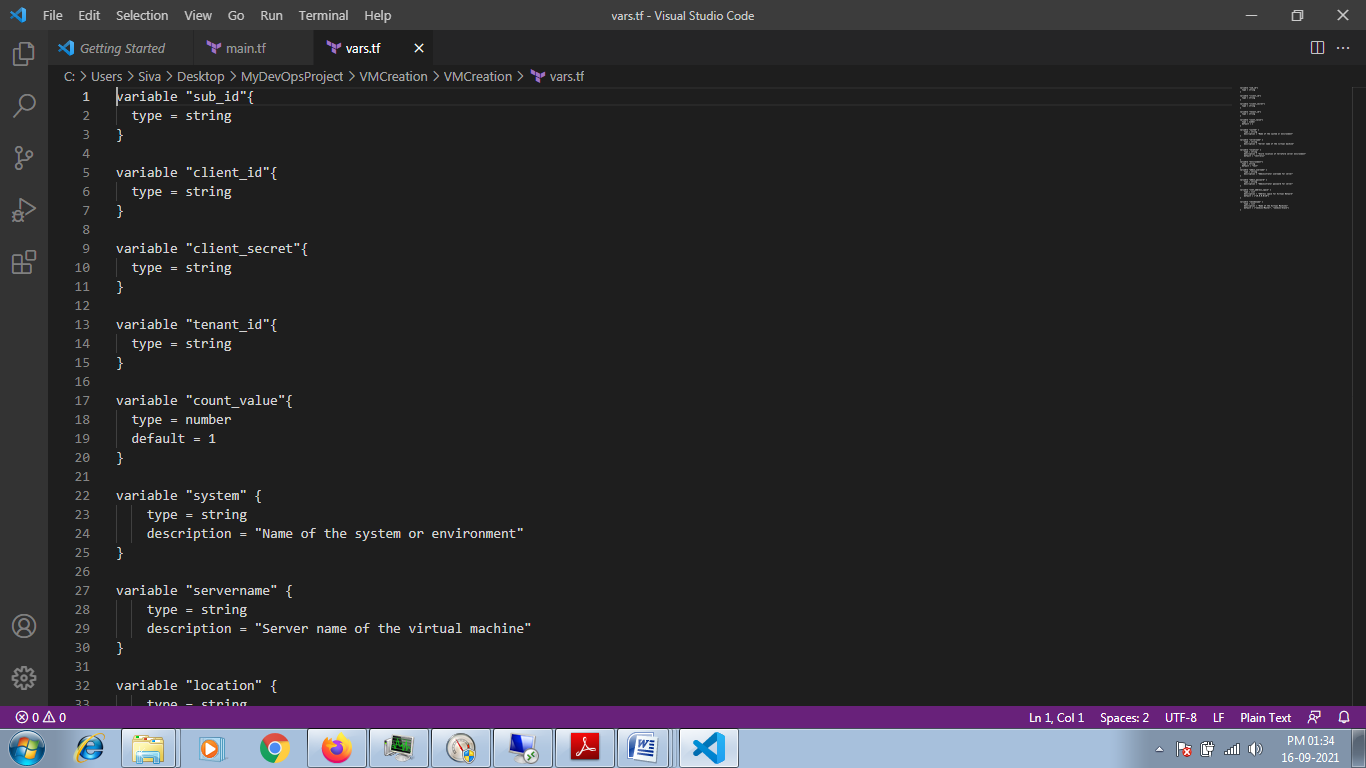 File Edit Selection View Go Run Terminal Help
vars.tf - Visual Studio Code
Getting Started main.tf vars.tf
C: > Users > Siva > Desktop > MyDevOpsProject > VMCreation > VMCreation > vars.tf
1 variable "sub_id"{
2 type = string
3 }
4
5 variable "client_id"{
6 type = string
7 }
8
9 variable "client_secret"{
10 type = string
11 }
12
13 variable "tenant_id"{
14 type = string
15 }
16
17 variable "count_value"{
18 type = number
19 default = 1
20 }
21
22 variable "system" {
23 type = string
24 description = "Name of the system or environment"
25 }
26
27 variable "servername" {
28 type = string
29 description = "Server name of the virtual machine"
30 }
31
32 variable "location" {
33 type = string
0 0 Ln 1, Col 1 Spaces: 2 UTF-8 LF Plain Text
PM 01:34
16-09-2021